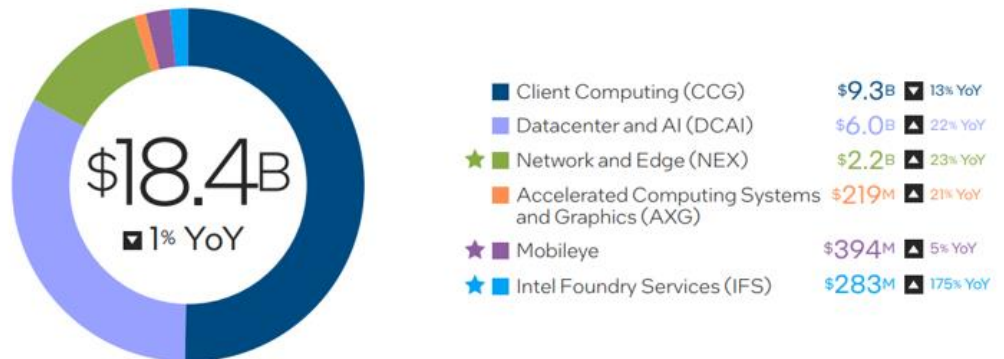 $18.4B
1% YoY
Client Computing (CCG) $9.3B 13% YoY
Datacenter and AI (DCAI) $6.0B 22% YoY
Network and Edge (NEX) $2.2B 23% YoY
Accelerated Computing Systems $219M 21% YoY
and Graphics (AXG)
Mobileye $394M 5% YoY
Intel Foundry Services (IFS) $283M 175% YoY